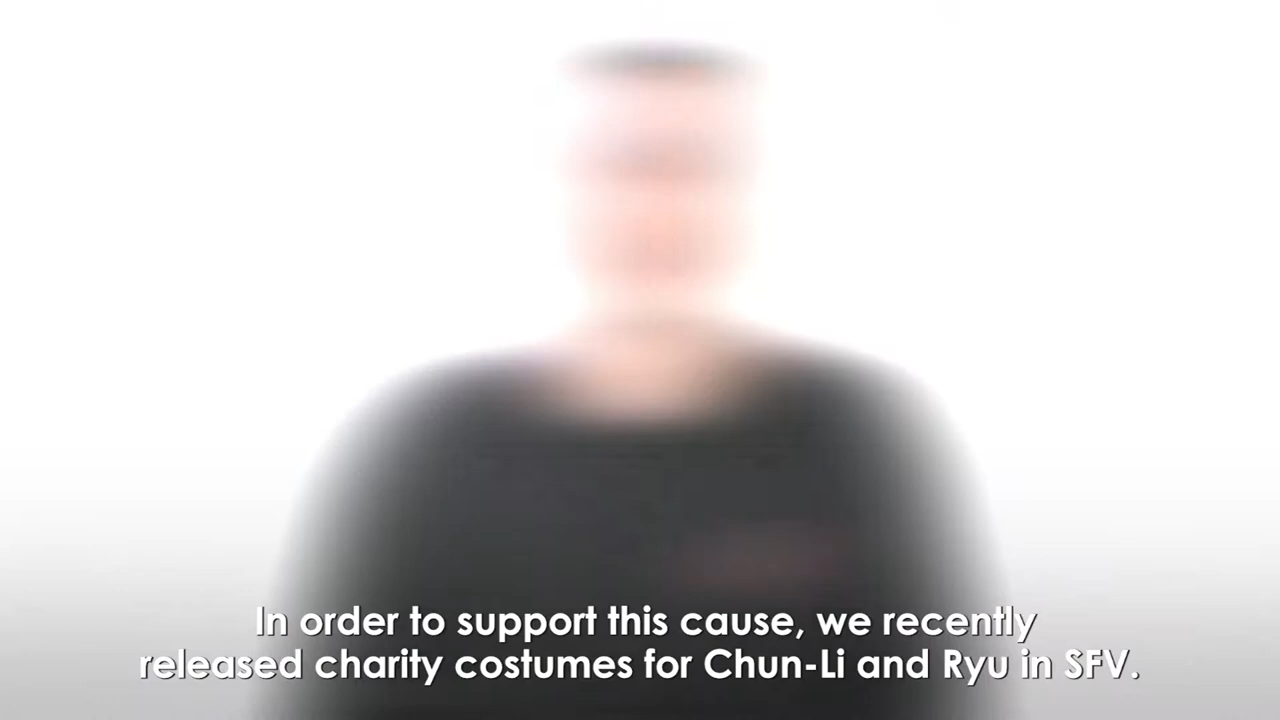 In order to support this cause, we recently
released charity costumes for Chun-Li and Ryu in SFV.